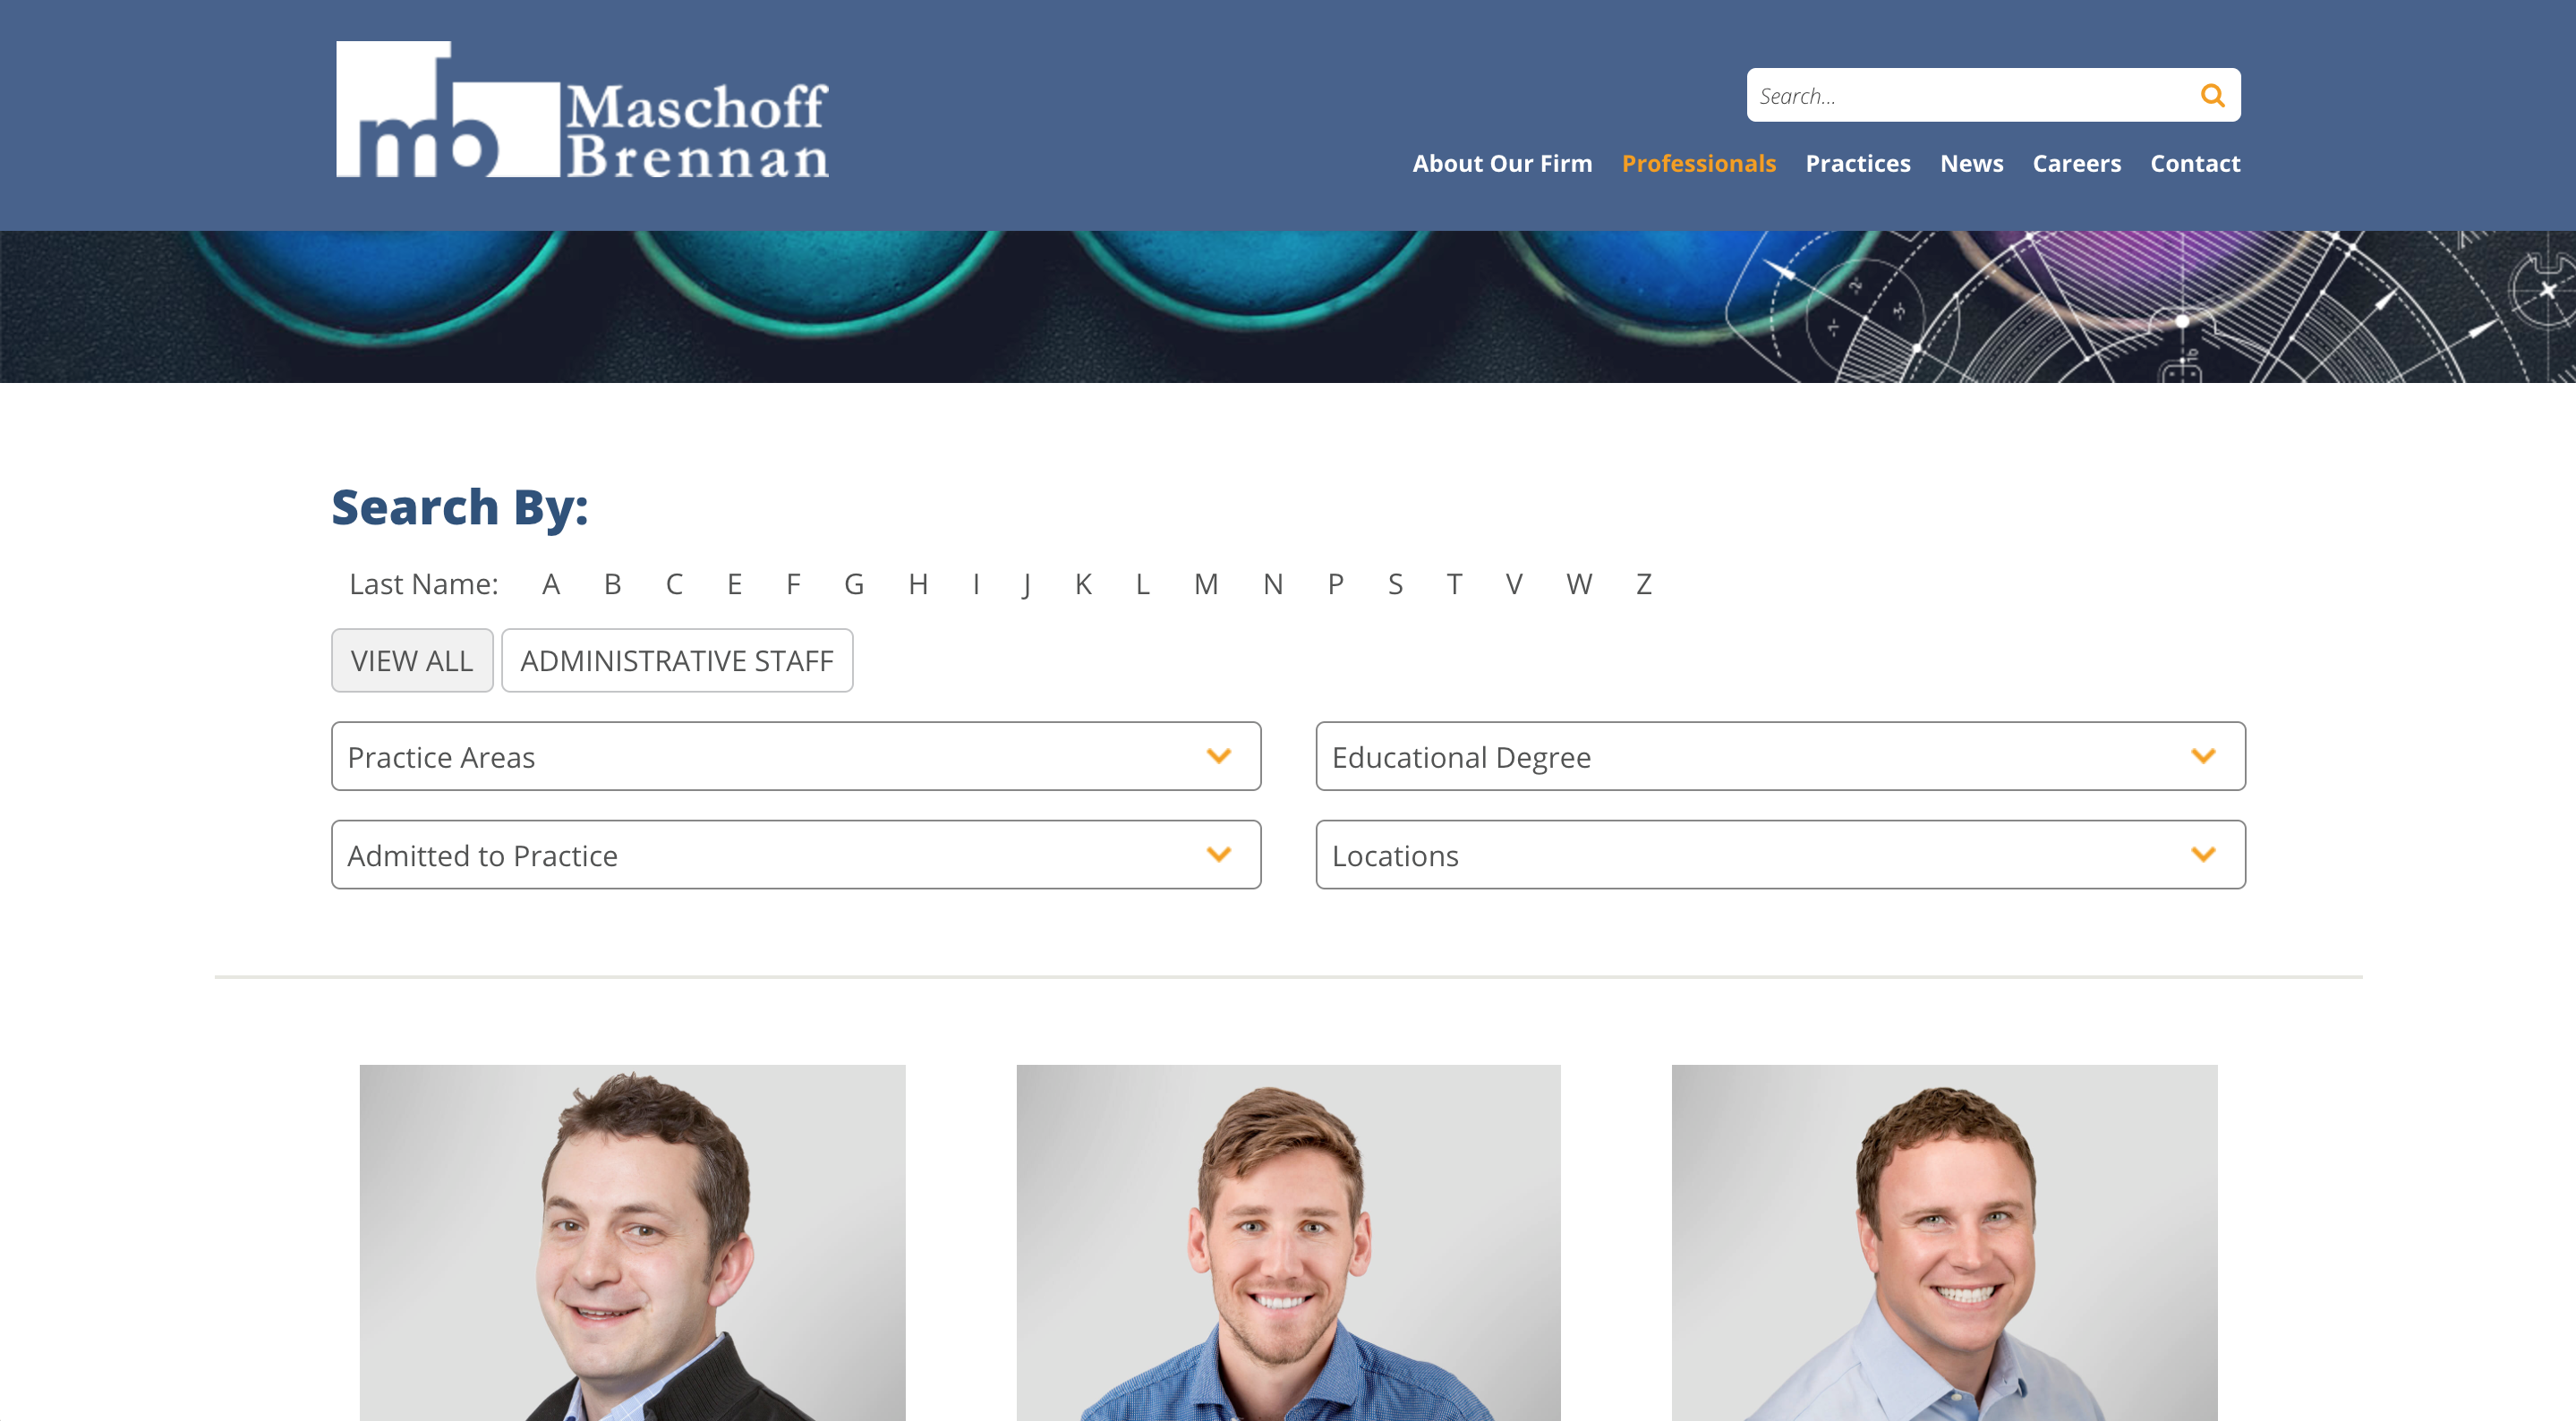 mb
Maschoff
Brennan
Search...
About Our Firm Professionals Practices News Careers Contact
Search By:
Last Name: A B C E F G H I J K L M N P S T V W Z
VIEW ALL ADMINISTRATIVE STAFF
Practice Areas Educational Degree
Admitted to Practice Locations